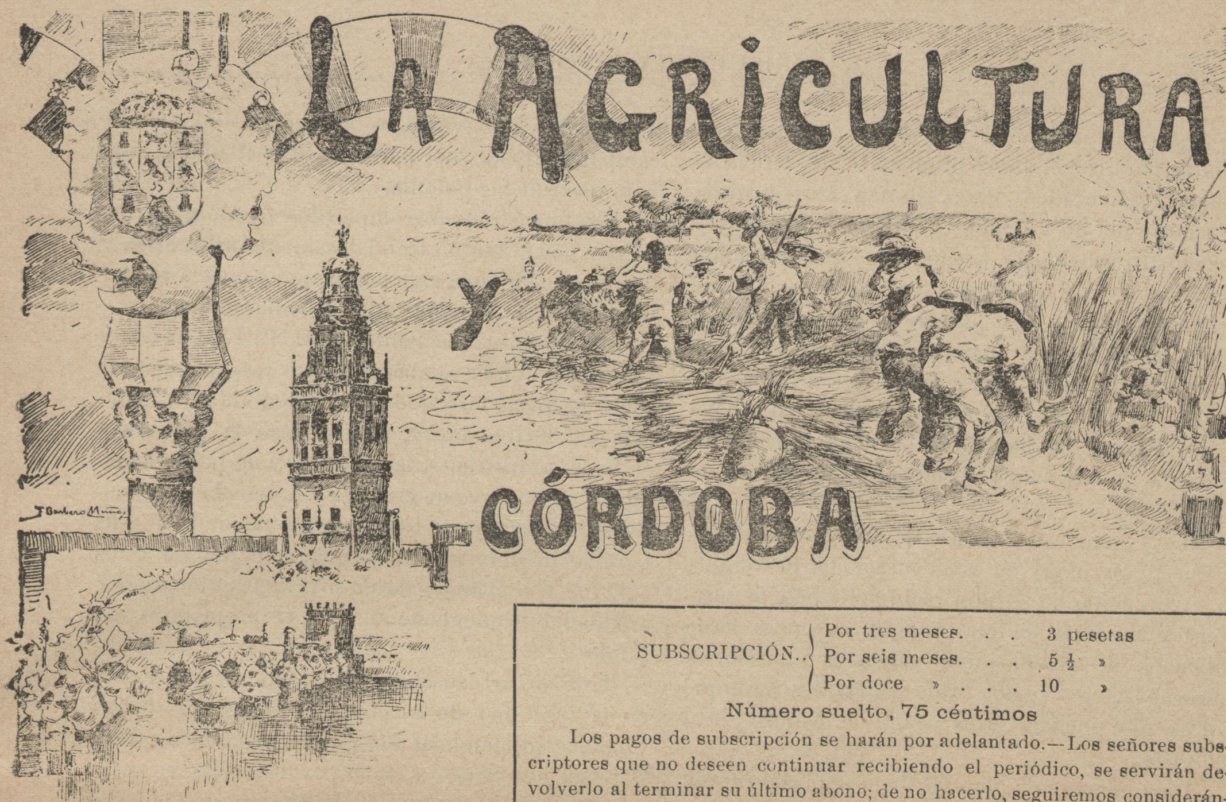 LA AGRICULTURA
Y
CÓRDOBA
SUBSCRIPCIÓN.. Por tres meses. . . 3 pesetas
Por seis meses. . . 5 ½ »
Por doce » . . . 10 »
Número suelto, 75 céntimos
Los pagos de subscripción se harán por adelantado.—Los señores subs-
criptores que no deseen continuar recibiendo el periódico, se servirán de-
volverlo al terminar su último abono; de no hacerlo, seguiremos considerán-